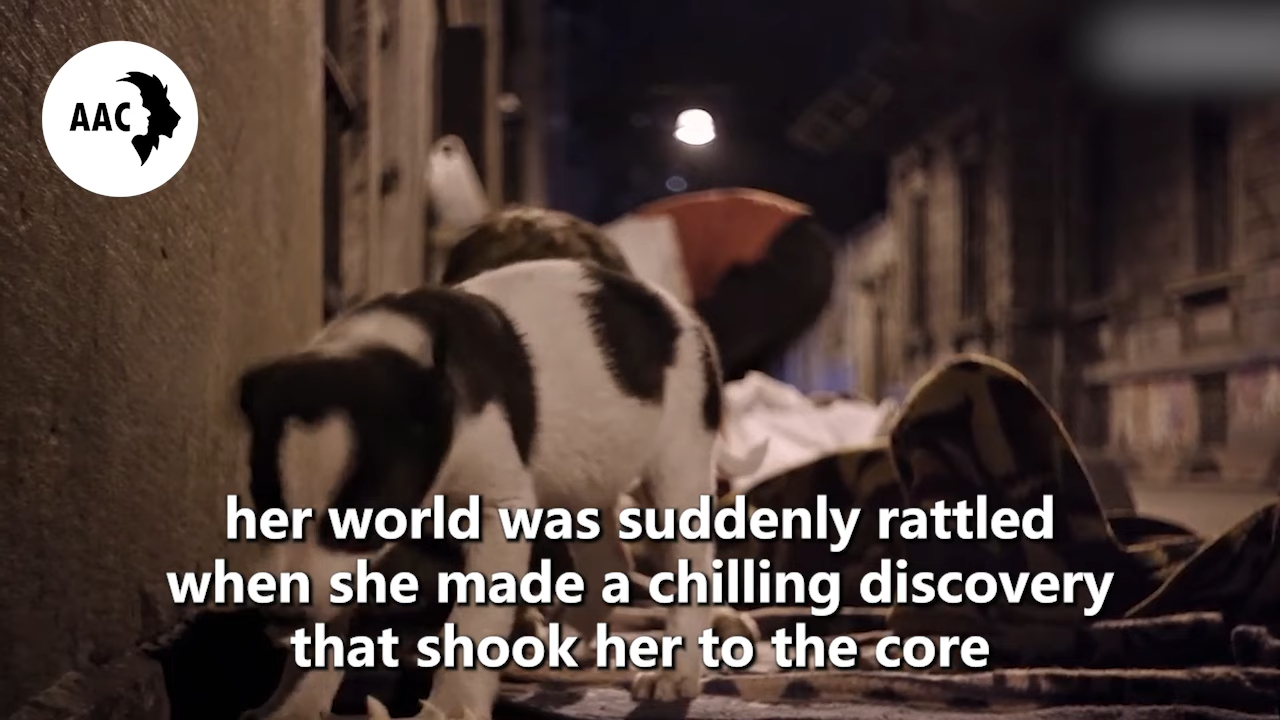 AAC
her world was suddenly rattled
when she made a chilling discovery
that shook her to the core